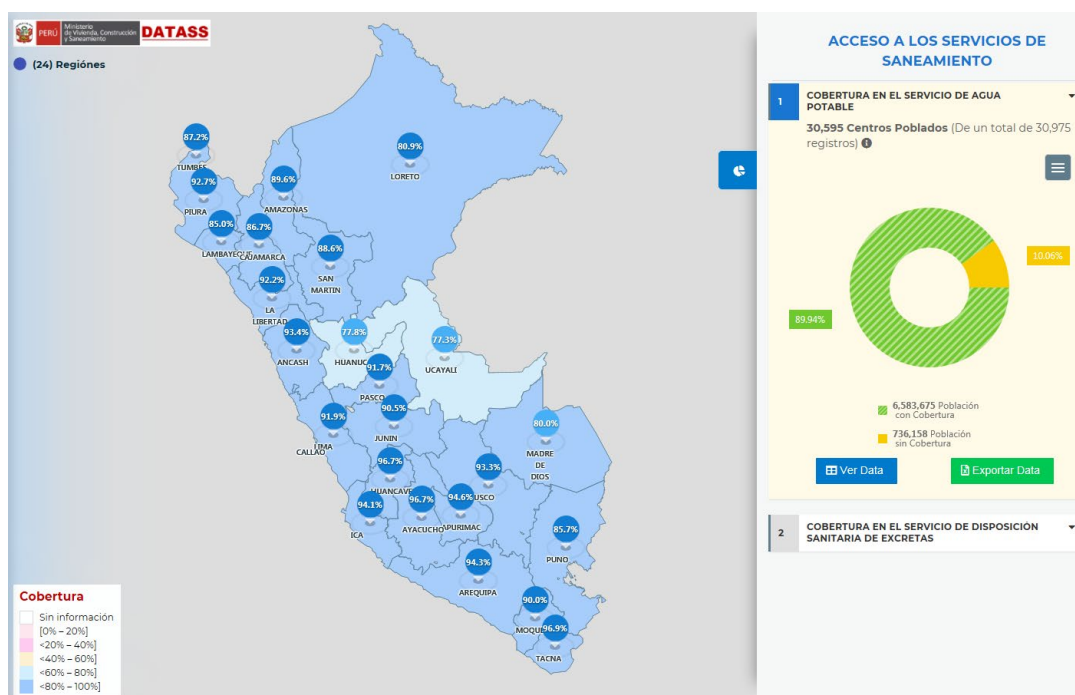 PERÚ
Ministerio
de Vivienda, Construcción
y Saneamiento
DATASS
(24) Regiónes
87.2%
TUMBES
92.7%
PIURA
89.6%
AMAZONAS
80.9%
LORETO
85.0%
LAMBAYEQUE
86.7%
CAJAMARCA
88.6%
SAN
MARTIN
92.2%
LA
LIBERTAD
93.4%
ANCASH
77.8%
HUANUCO
77.3%
UCAYALI
91.7%
PASCO
91.9%
LIMA
CALLAO
90.5%
JUNIN
80.0%
MADRE
DE
DIOS
96.7%
HUANCAVE
93.3%
CUSCO
94.1%
ICA
96.7%
AYACUCHO
94.6%
APURIMAC
85.7%
PUNO
94.3%
AREQUIPA
90.0%
MOQUE
96.9%
TACNA
Cobertura
Sin información
[0% – 20%]
<20% – 40%]
<40% – 60%]
<60% – 80%]
<80% – 100%]
ACCESO A LOS SERVICIOS DE
SANEAMIENTO
1
COBERTURA EN EL SERVICIO DE AGUA
POTABLE
30,595 Centros Poblados (De un total de 30,975
registros)
10.06%
89.94%
6,583,675 Población
con Cobertura
736,158 Población
sin Cobertura
Ver Data
Exportar Data
2
COBERTURA EN EL SERVICIO DE DISPOSICIÓN
SANITARIA DE EXCRETAS